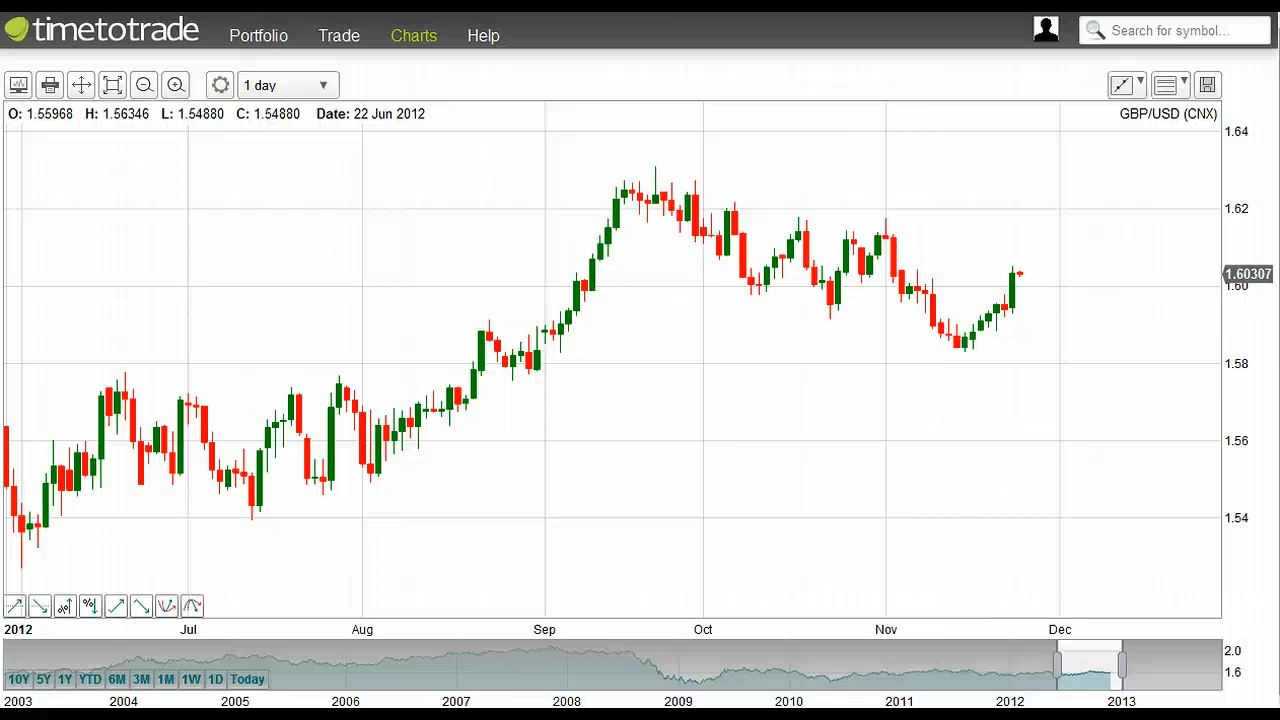 timetotrade Portfolio Trade Charts Help Search for symbol...
1 day
O: 1.55968 H: 1.56346 L: 1.54880 C: 1.54880 Date: 22 Jun 2012 GBP/USD (CNX)
1.64
1.62
1.60307
1.60
1.58
1.56
1.54
2012 Jul Aug Sep Oct Nov Dec
2.0
1.6
10Y 5Y 1Y YTD 6M 3M 1M 1W 1D Today
2003 2004 2005 2006 2007 2008 2009 2010 2011 2012 2013